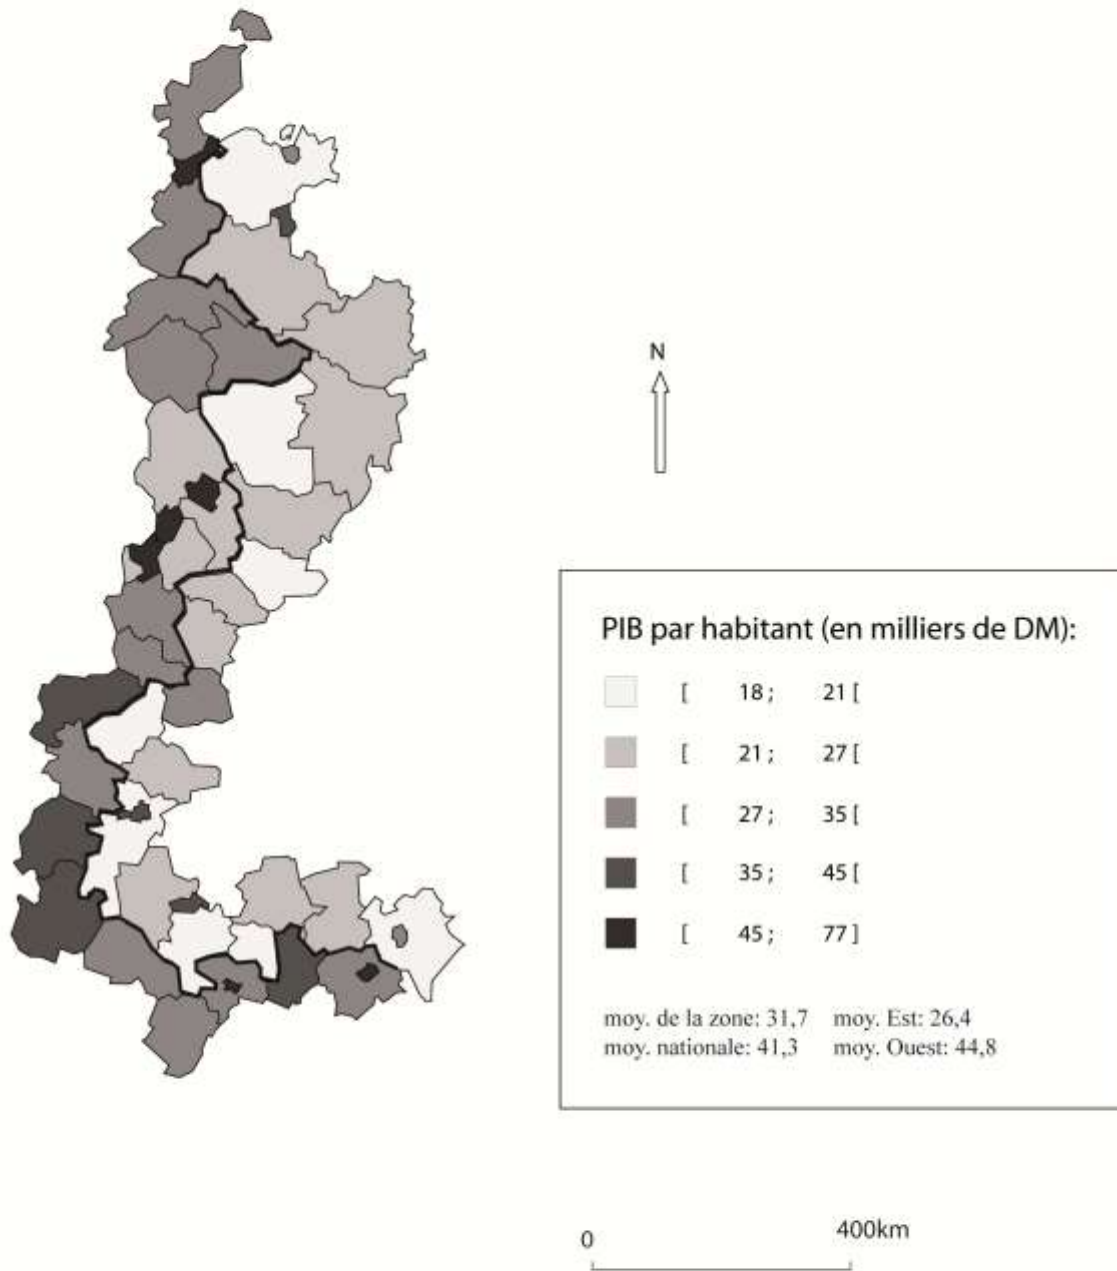 N
PIB par habitant (en milliers de DM):
[ 18 ; 21 [
[ 21 ; 27 [
[ 27 ; 35 [
[ 35 ; 45 [
[ 45 ; 77 ]
moy. de la zone: 31,7 moy. Est: 26,4
moy. nationale: 41,3 moy. Ouest: 44,8
0 400km